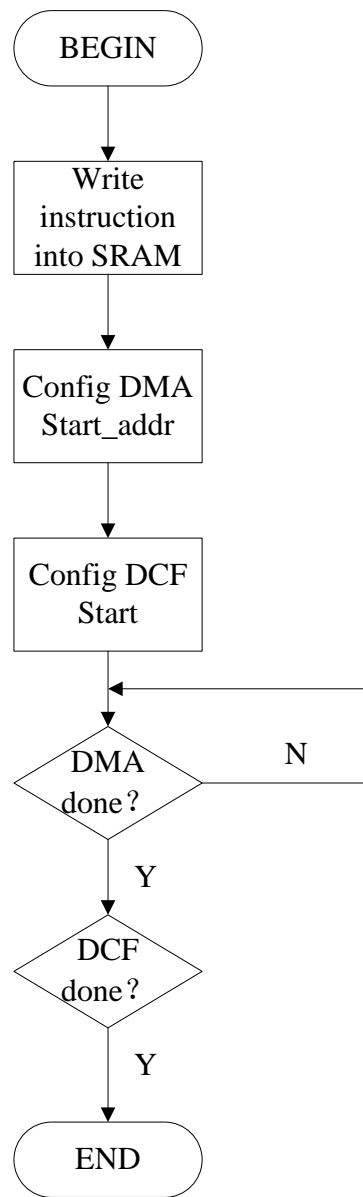 BEGIN
Write
instruction
into SRAM
Config DMA
Start_addr
Config DCF
Start
DMA
done？
N
Y
DCF
done？
Y
END